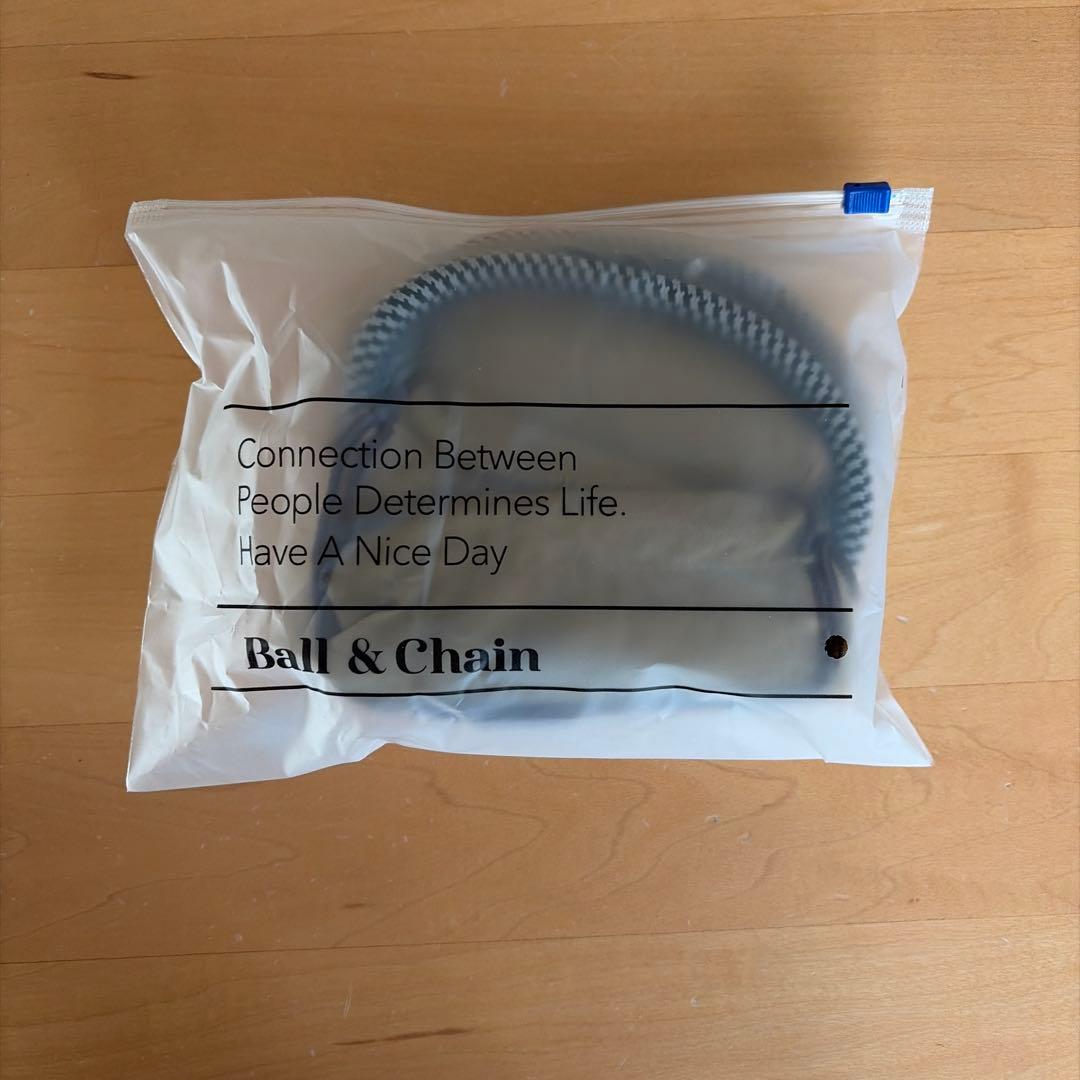 Connection Between
People Determines Life.
Have A Nice Day
Ball & Chain